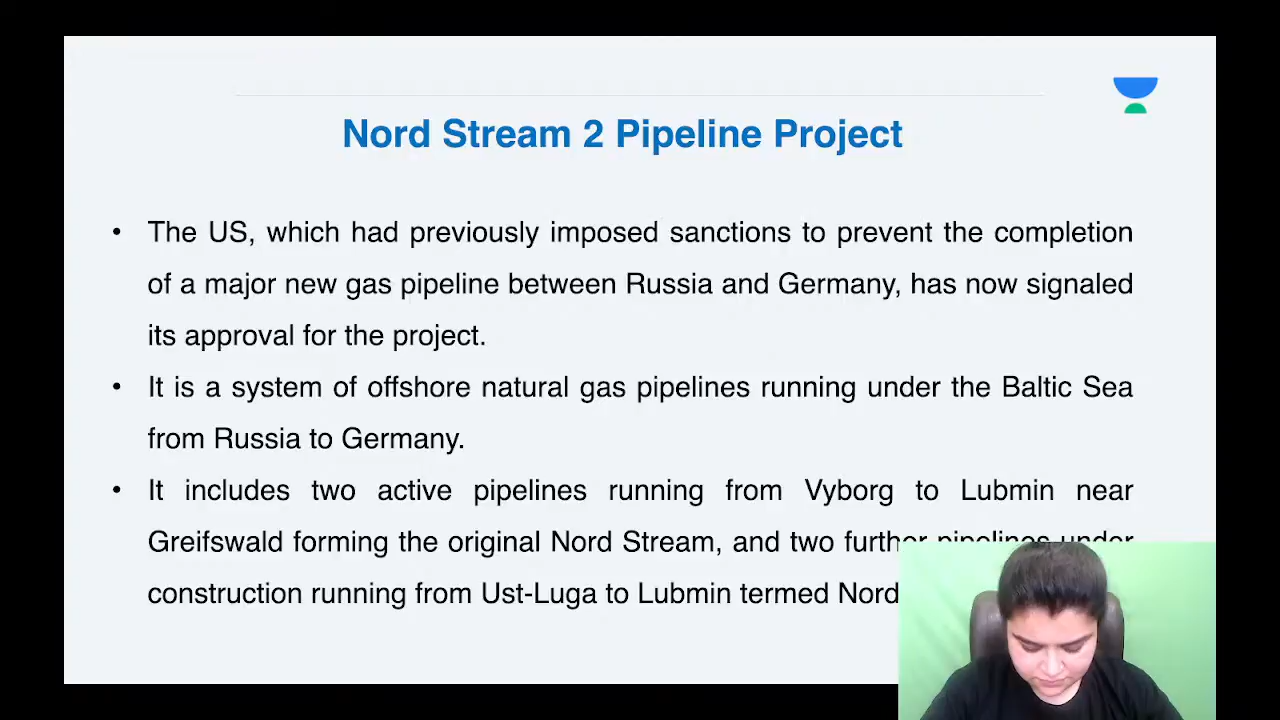 Nord Stream 2 Pipeline Project
• The US, which had previously imposed sanctions to prevent the completion
of a major new gas pipeline between Russia and Germany, has now signaled
its approval for the project.
• It is a system of offshore natural gas pipelines running under the Baltic Sea
from Russia to Germany.
• It includes two active pipelines running from Vyborg to Lubmin near
Greifswald forming the original Nord Stream, and two further pipelines under
construction running from Ust-Luga to Lubmin termed Nord